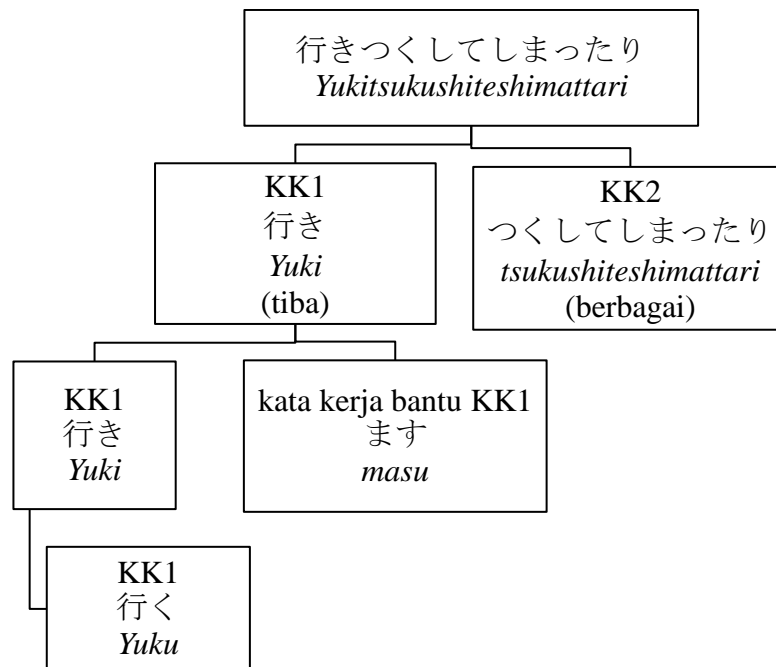 行きつくしてしまったり
Yukitsukushiteshimattari
KK1
行き
Yuki
(tiba)
KK2
つくしてしまったり
tsukushiteshimattari
(berbagai)
KK1
行き
Yuki
kata kerja bantu KK1
ます
masu
KK1
行く
Yuku